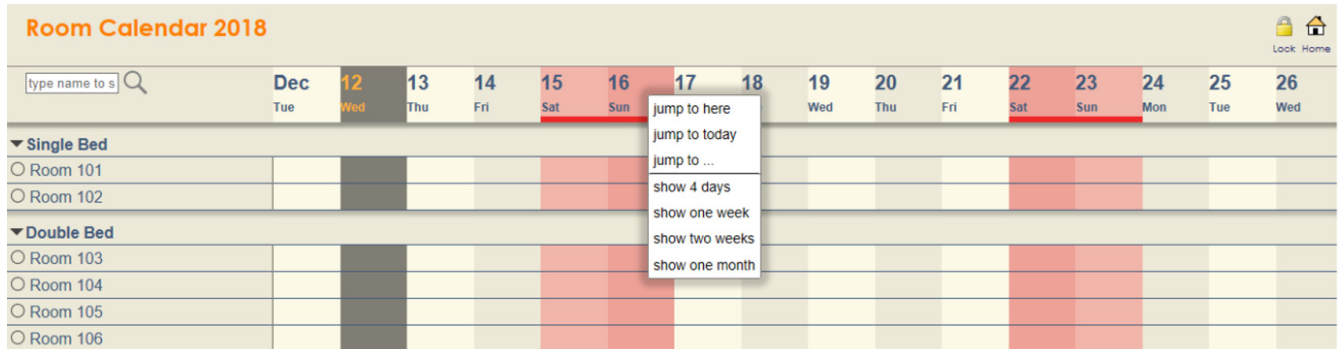 Room Calendar 2018
Lock Home
type name to s
Dec 12 13 14 15 16 17 18 19 20 21 22 23 24 25 26
Tue Wed Thu Fri Sat Sun Wed Thu Fri Sat Sun Mon Tue Wed
jump to here
jump to today
jump to ...
show 4 days
show one week
show two weeks
show one month
Single Bed
Room 101
Room 102
Double Bed
Room 103
Room 104
Room 105
Room 106